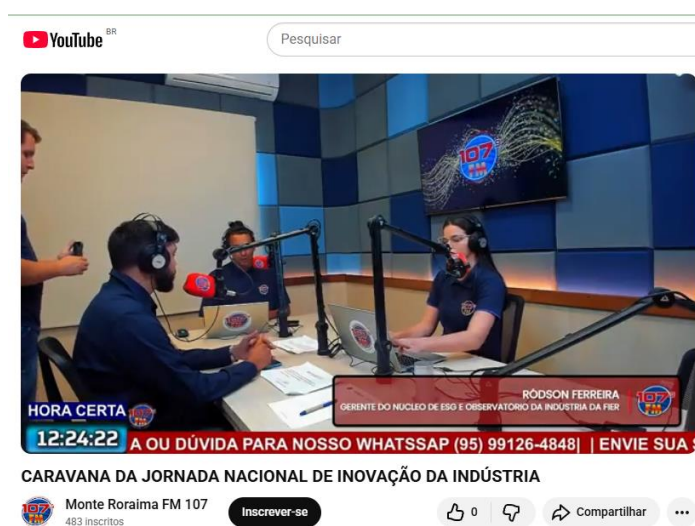 YouTube BR
Pesquisar
107
FM
HORA CERTA
12:24:22
RÓDSON FERREIRA
GERENTE DO NÚCLEO DE ESG E OBSERVATÓRIO DA INDÚSTRIA DA FIER
107
FM
A OU DÚVIDA PARA NOSSO WHATSSAP (95) 99126-4848| | ENVIE SUA S
CARAVANA DA JORNADA NACIONAL DE INOVAÇÃO DA INDÚSTRIA
Monte Roraima FM 107
483 inscritos
Inscrever-se
0
Compartilhar